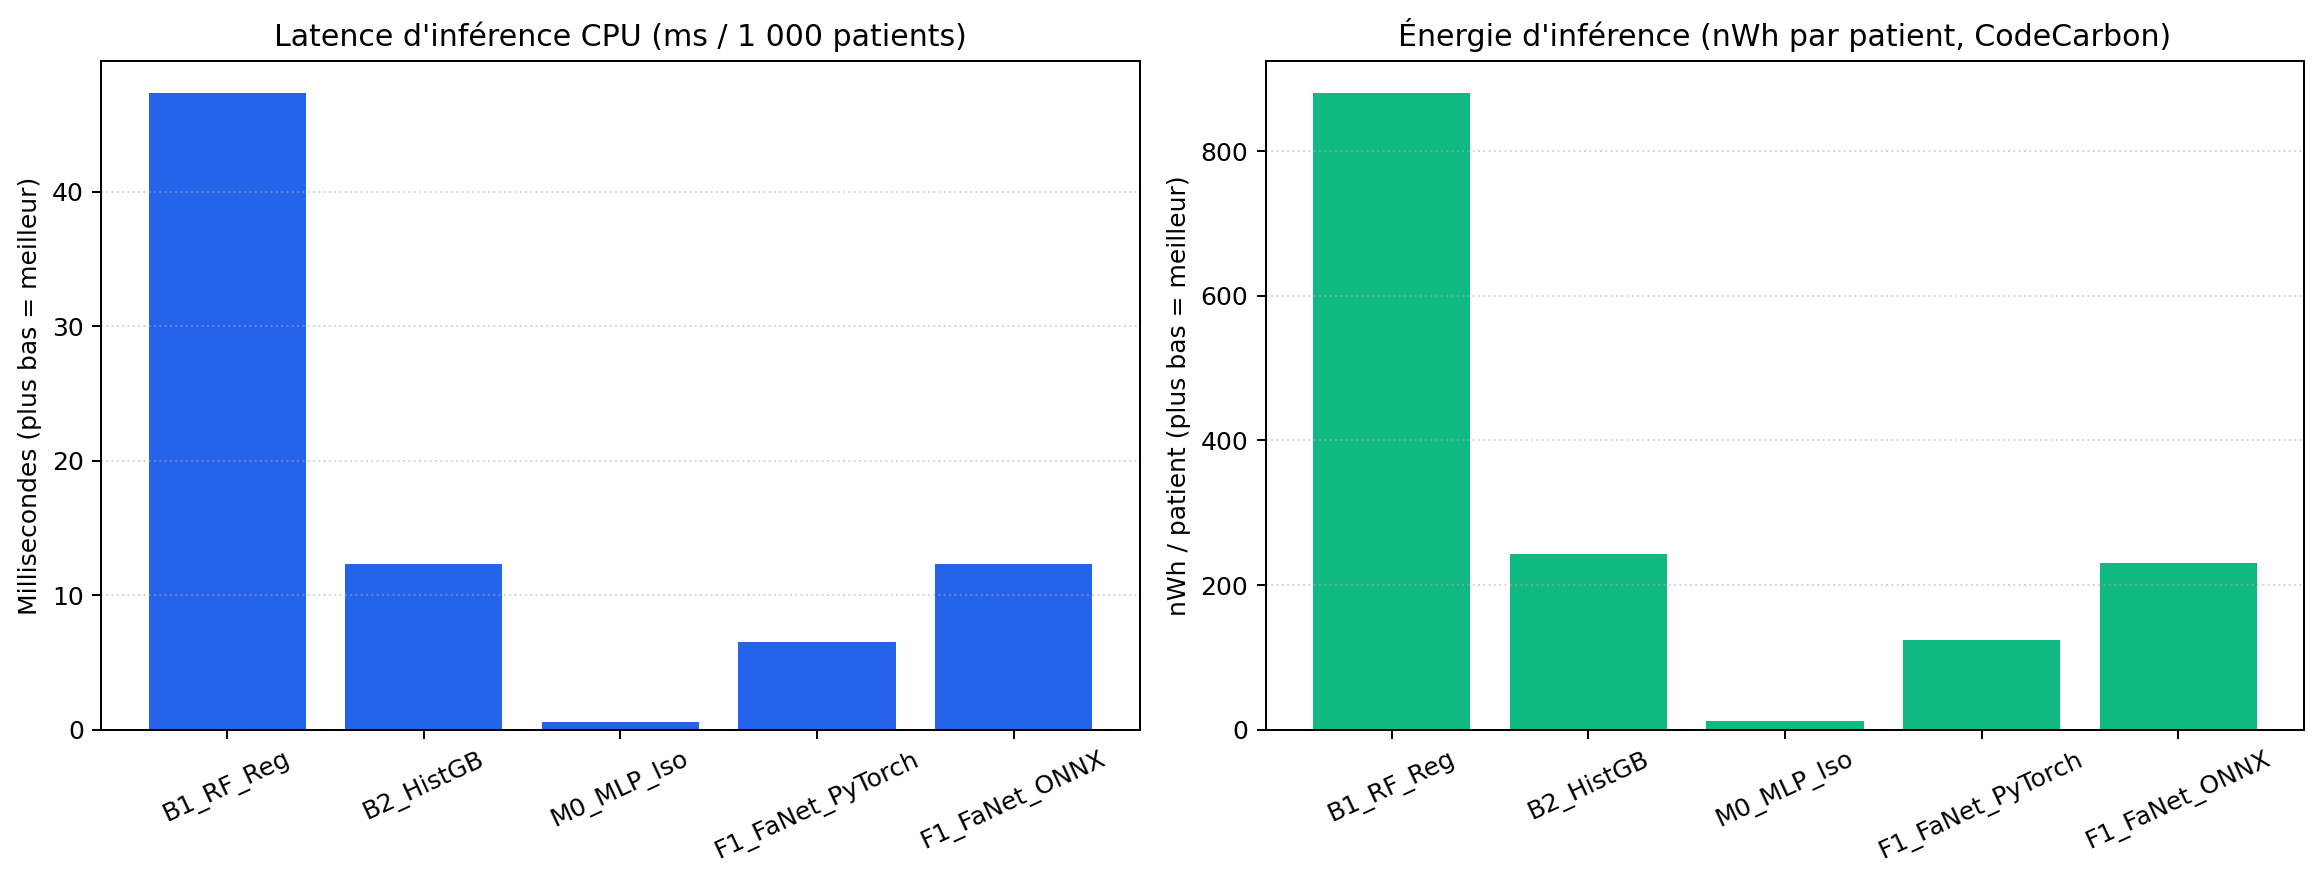 Latence d'inférence CPU (ms / 1 000 patients)
Millisecondes (plus bas = meilleur)
40
30
20
10
0
B1_RF_Reg
B2_HistGB
M0_MLP_Iso
F1_FaNet_PyTorch
F1_FaNet_ONNX
Énergie d'inférence (nWh par patient, CodeCarbon)
nWh / patient (plus bas = meilleur)
800
600
400
200
0
B1_RF_Reg
B2_HistGB
M0_MLP_Iso
F1_FaNet_PyTorch
F1_FaNet_ONNX